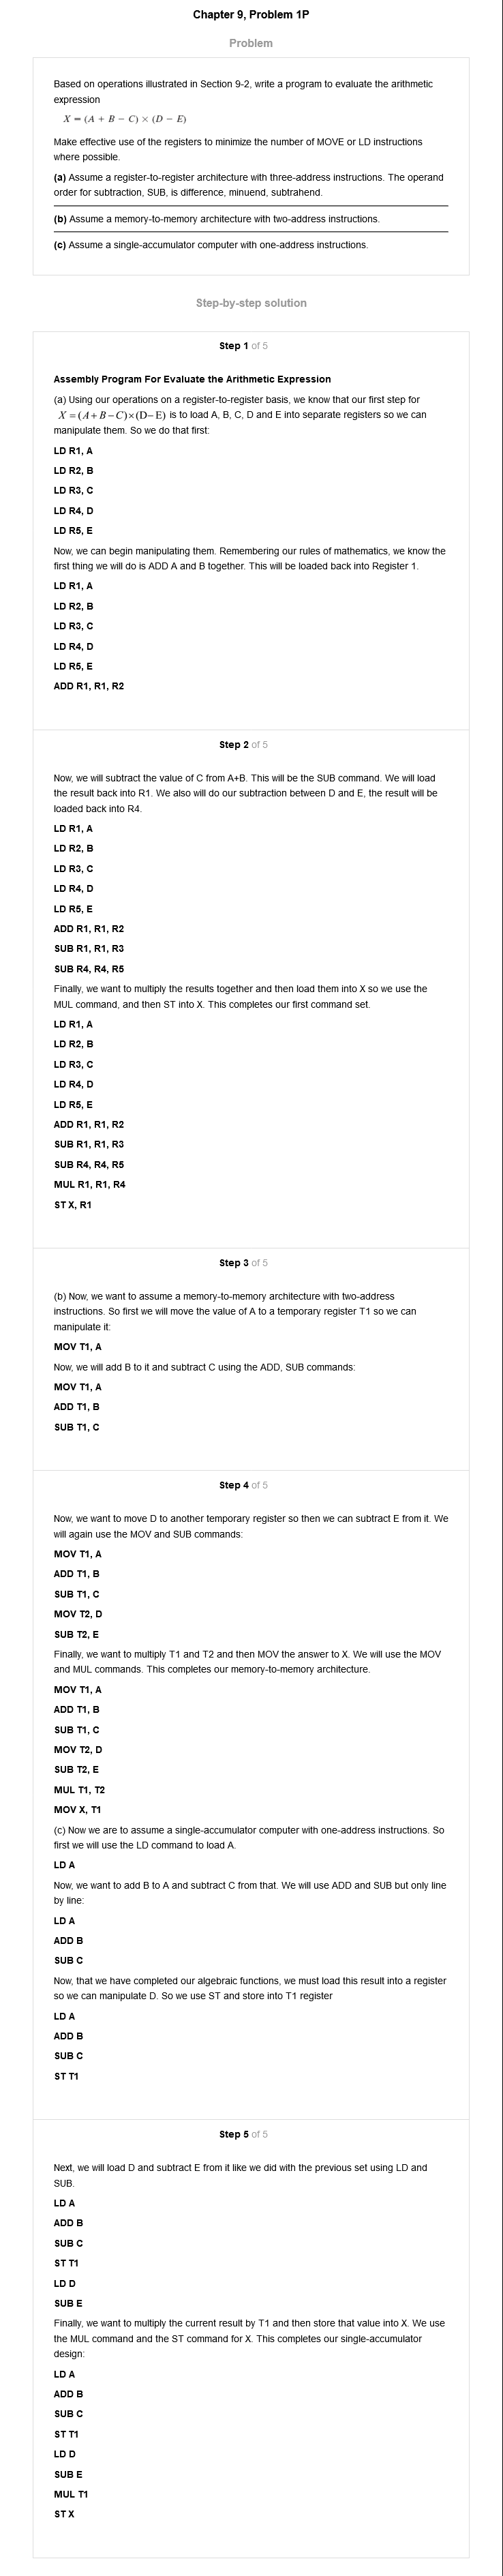 Chapter 9, Problem 1P
Problem
Based on operations illustrated in Section 9-2, write a program to evaluate the arithmetic
expression
X = (A + B − C) × (D − E)
Make effective use of the registers to minimize the number of MOVE or LD instructions
where possible.
(a) Assume a register-to-register architecture with three-address instructions. The operand
order for subtraction, SUB, is difference, minuend, subtrahend.
(b) Assume a memory-to-memory architecture with two-address instructions.
(c) Assume a single-accumulator computer with one-address instructions.
Step-by-step solution
Step 1 of 5
Assembly Program For Evaluate the Arithmetic Expression
(a) Using our operations on a register-to-register basis, we know that our first step for
X = (A+B−C)×(D−E) is to load A, B, C, D and E into separate registers so we can
manipulate them. So we do that first:
LD R1, A
LD R2, B
LD R3, C
LD R4, D
LD R5, E
Now, we can begin manipulating them. Remembering our rules of mathematics, we know the
first thing we will do is ADD A and B together. This will be loaded back into Register 1.
LD R1, A
LD R2, B
LD R3, C
LD R4, D
LD R5, E
ADD R1, R1, R2
Step 2 of 5
Now, we will subtract the value of C from A+B. This will be the SUB command. We will load
the result back into R1. We also will do our subtraction between D and E, the result will be
loaded back into R4.
LD R1, A
LD R2, B
LD R3, C
LD R4, D
LD R5, E
ADD R1, R1, R2
SUB R1, R1, R3
SUB R4, R4, R5
Finally, we want to multiply the results together and then load them into X so we use the
MUL command, and then ST into X. This completes our first command set.
LD R1, A
LD R2, B
LD R3, C
LD R4, D
LD R5, E
ADD R1, R1, R2
SUB R1, R1, R3
SUB R4, R4, R5
MUL R1, R1, R4
ST X, R1
Step 3 of 5
(b) Now, we want to assume a memory-to-memory architecture with two-address
instructions. So first we will move the value of A to a temporary register T1 so we can
manipulate it:
MOV T1, A
Now, we will add B to it and subtract C using the ADD, SUB commands:
MOV T1, A
ADD T1, B
SUB T1, C
Step 4 of 5
Now, we want to move D to another temporary register so then we can subtract E from it. We
will again use the MOV and SUB commands:
MOV T1, A
ADD T1, B
SUB T1, C
MOV T2, D
SUB T2, E
Finally, we want to multiply T1 and T2 and then MOV the answer to X. We will use the MOV
and MUL commands. This completes our memory-to-memory architecture.
MOV T1, A
ADD T1, B
SUB T1, C
MOV T2, D
SUB T2, E
MUL T1, T2
MOV X, T1
(c) Now we are to assume a single-accumulator computer with one-address instructions. So
first we will use the LD command to load A.
LD A
Now, we want to add B to A and subtract C from that. We will use ADD and SUB but only line
by line:
LD A
ADD B
SUB C
Now, that we have completed our algebraic functions, we must load this result into a register
so we can manipulate D. So we use ST and store into T1 register
LD A
ADD B
SUB C
ST T1
Step 5 of 5
Next, we will load D and subtract E from it like we did with the previous set using LD and
SUB.
LD A
ADD B
SUB C
ST T1
LD D
SUB E
Finally, we want to multiply the current result by T1 and then store that value into X. We use
the MUL command and the ST command for X. This completes our single-accumulator
design:
LD A
ADD B
SUB C
ST T1
LD D
SUB E
MUL T1
ST X